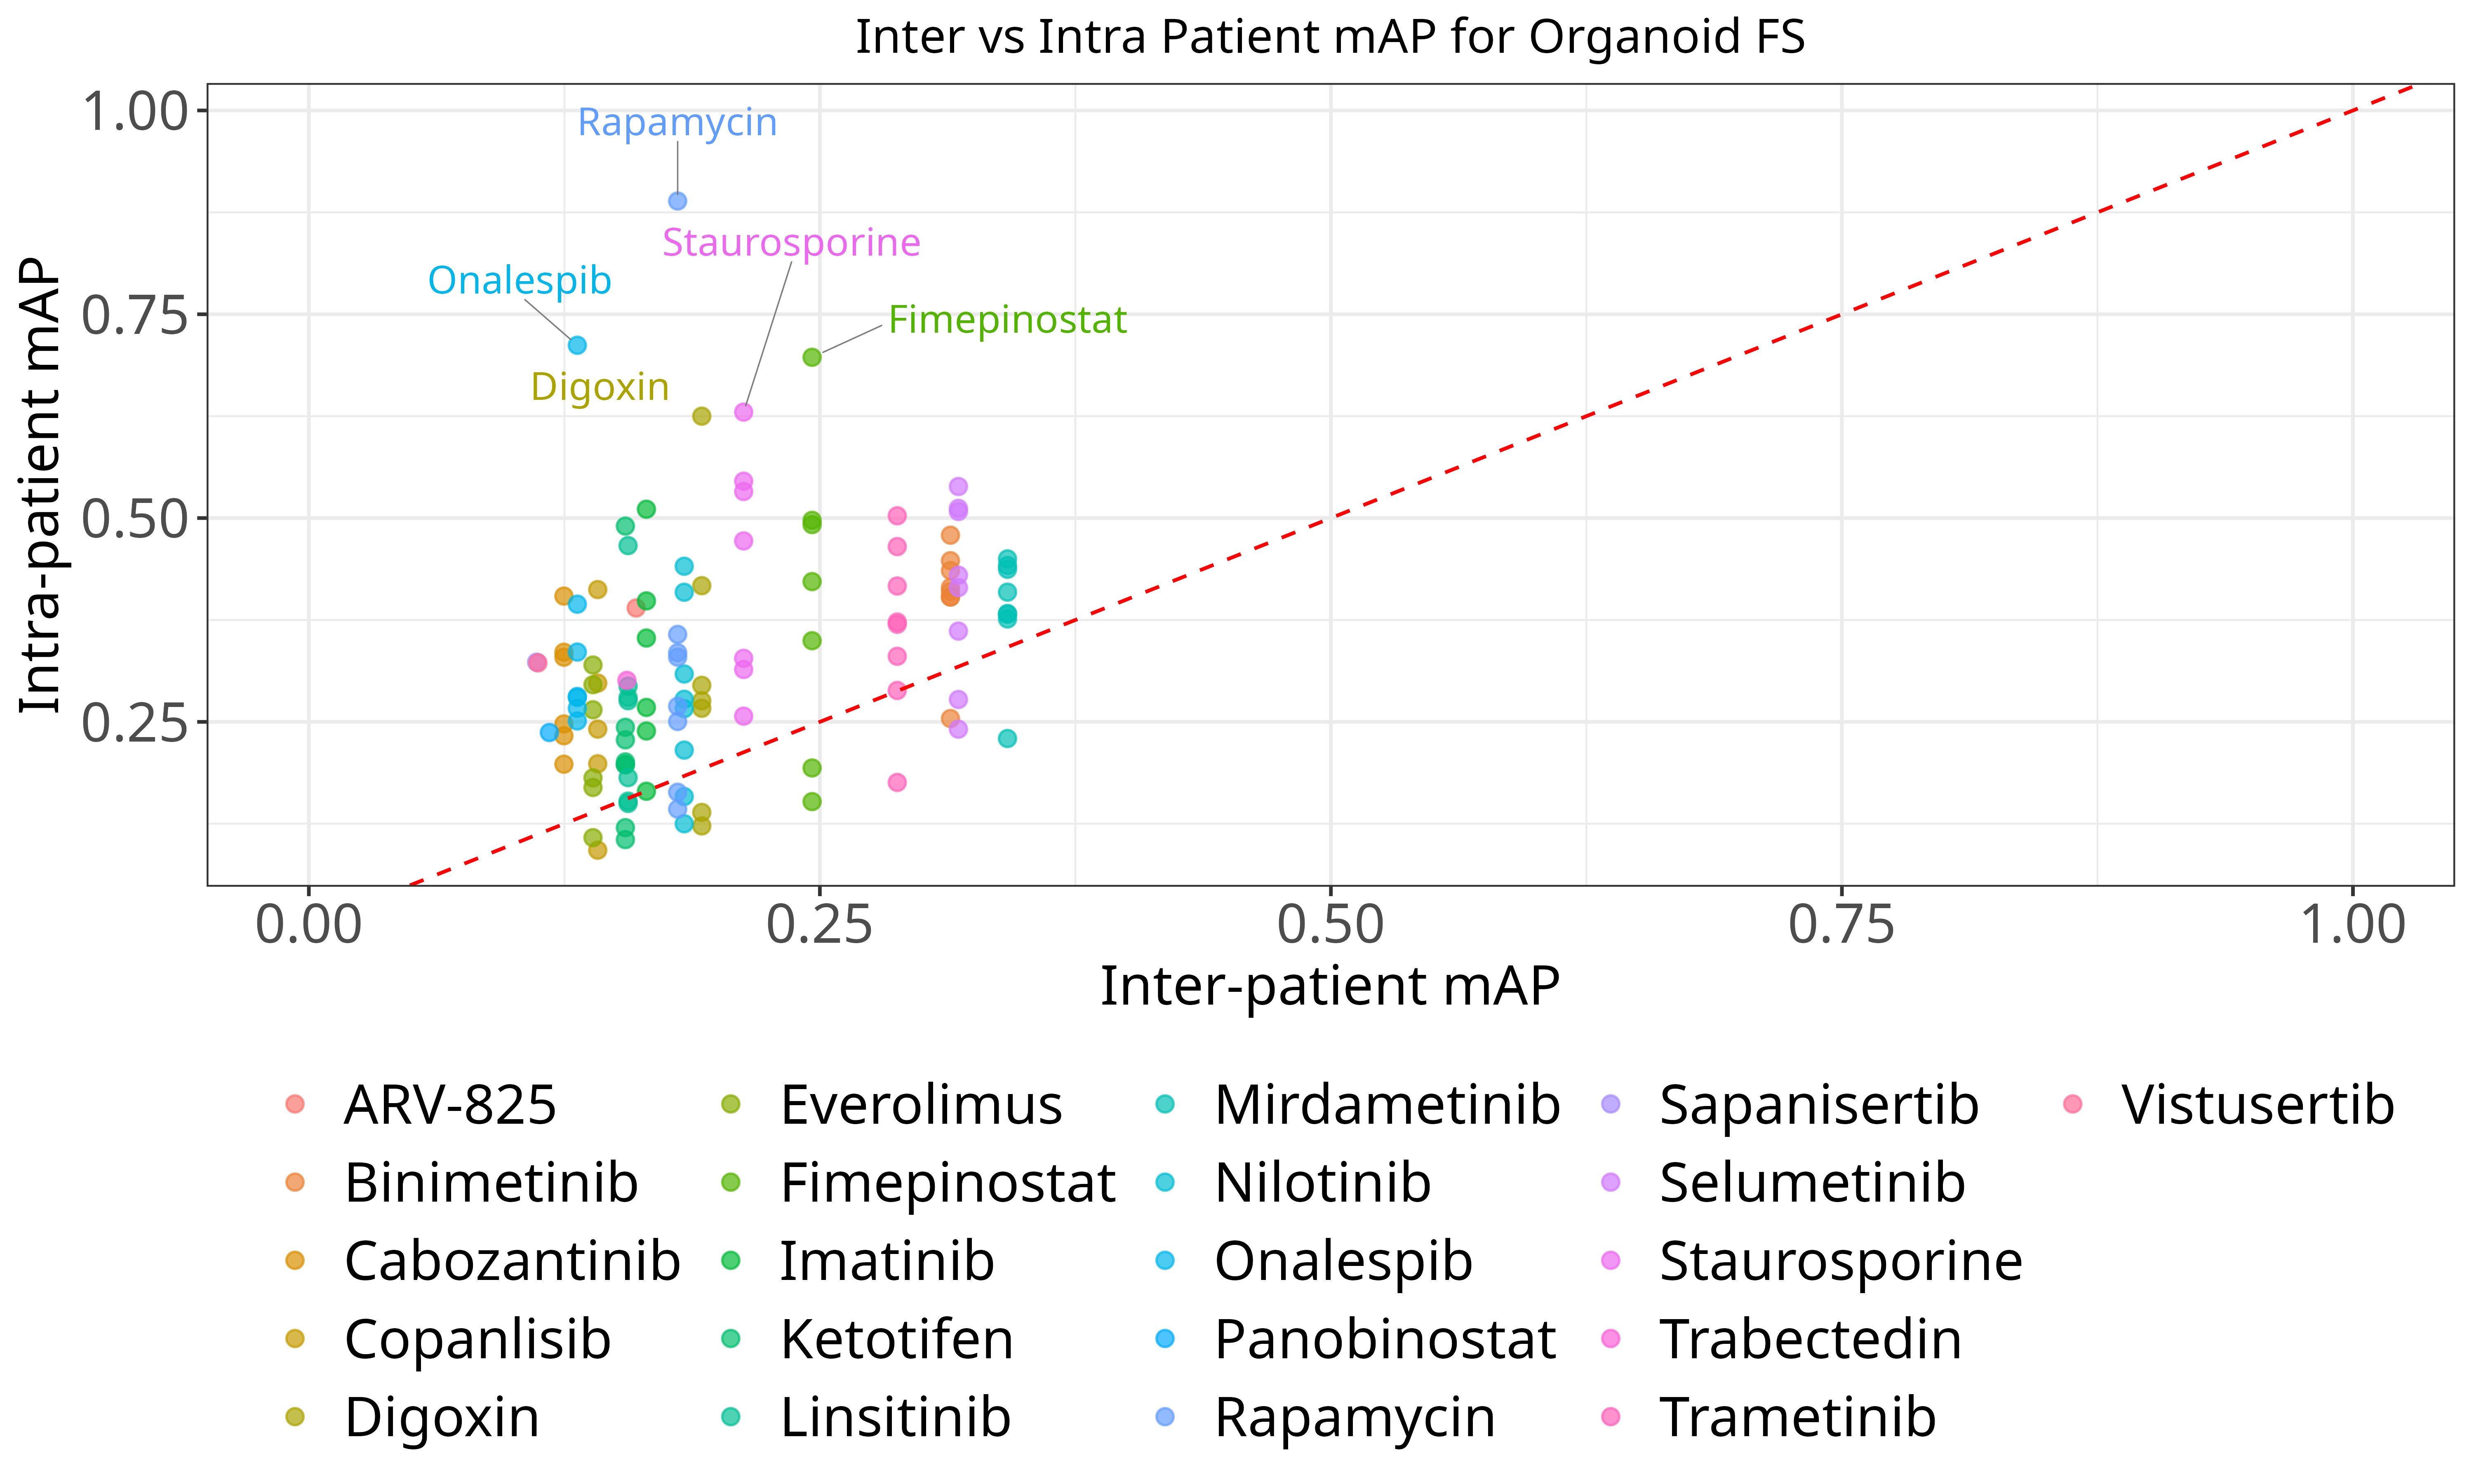 Inter vs Intra Patient mAP for Organoid FS
Intra-patient mAP
1.00
0.75
0.50
0.25
Rapamycin
Staurosporine
Onalespib
Fimepinostat
Digoxin
0.00 0.25 0.50 0.75 1.00
Inter-patient mAP
ARV-825 Everolimus Mirdametinib Sapanisertib Vistusertib
Binimetinib Fimepinostat Nilotinib Selumetinib
Cabozantinib Imatinib Onalespib Staurosporine
Copanlisib Ketotifen Panobinostat Trabectedin
Digoxin Linsitinib Rapamycin Trametinib